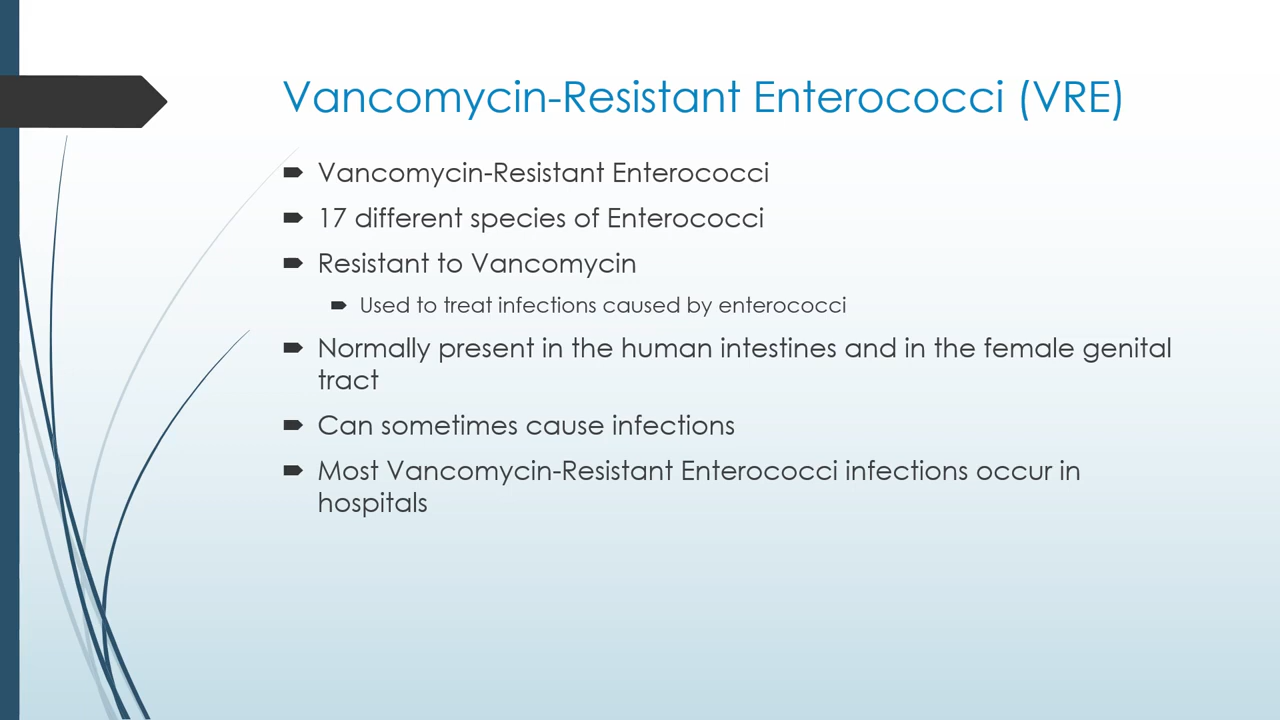 Vancomycin-Resistant Enterococci (VRE)
Vancomycin-Resistant Enterococci
17 different species of Enterococci
Resistant to Vancomycin
Used to treat infections caused by enterococci
Normally present in the human intestines and in the female genital
tract
Can sometimes cause infections
Most Vancomycin-Resistant Enterococci infections occur in
hospitals